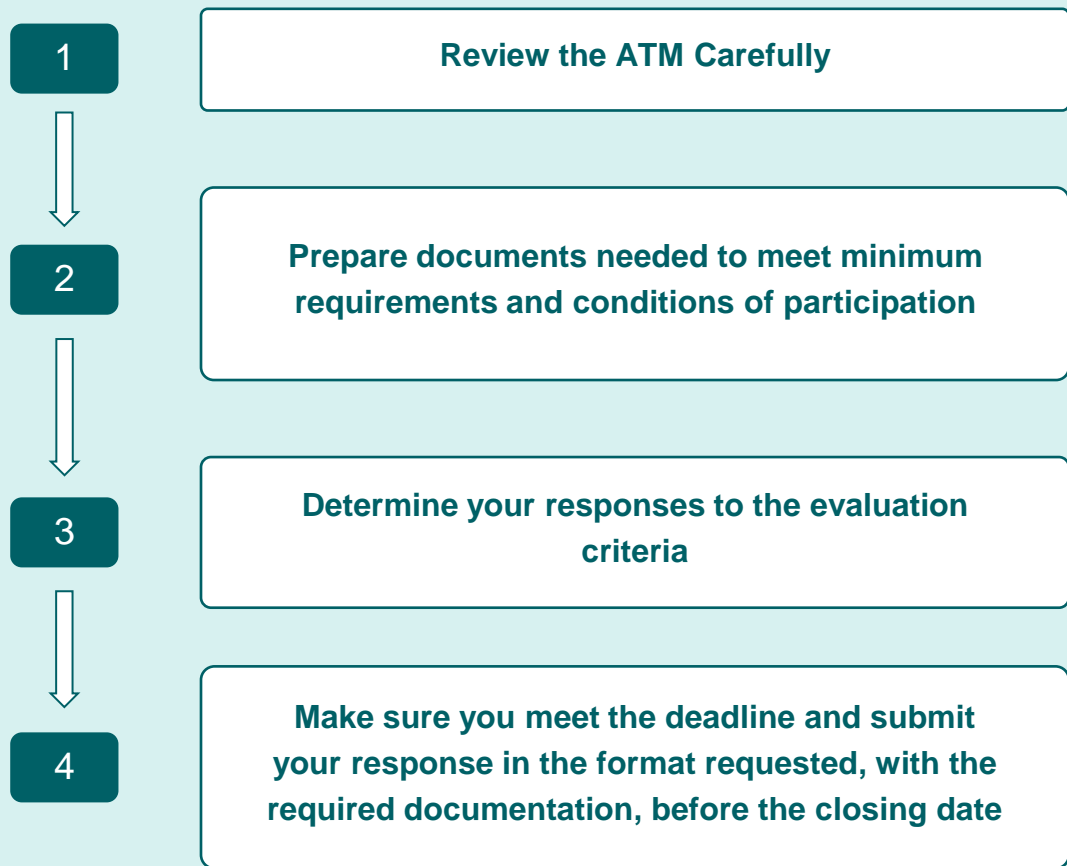 1
Review the ATM Carefully
2
Prepare documents needed to meet minimum
requirements and conditions of participation
3
Determine your responses to the evaluation
criteria
4
Make sure you meet the deadline and submit
your response in the format requested, with the
required documentation, before the closing date